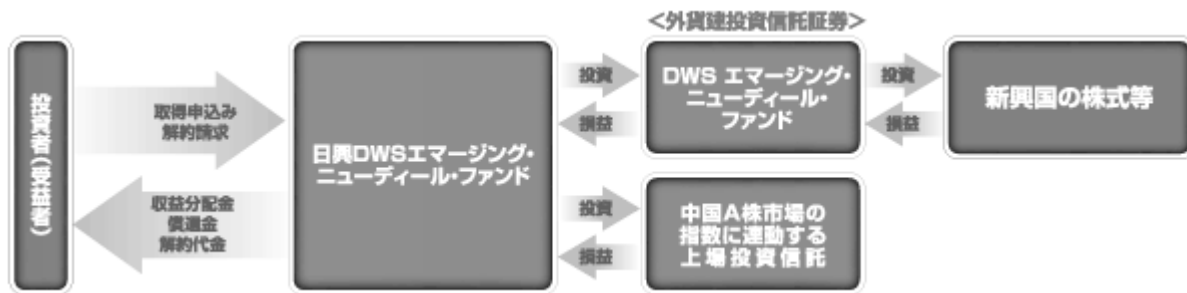 <外貨建投資信託証券>
投資者(受益者)
取得申込み
解約請求
収益分配金
償還金
解約代金
日興DWSエマージング・
ニューディール・ファンド
投資
損益
投資
損益
DWS エマージング・
ニューディール・
ファンド
投資
損益
新興国の株式等
中国A株市場の
指数に連動する
上場投資信託